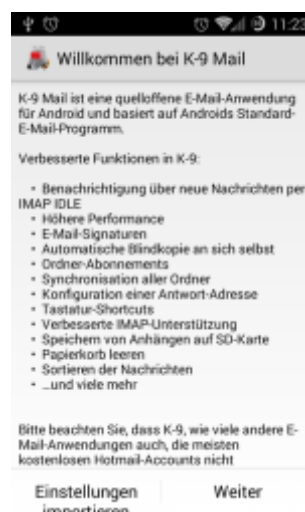 11:23
Willkommen bei K-9 Mail
K-9 Mail ist eine quelloffene E-Mail-Anwendung
für Android und basiert auf Androids Standard-
E-Mail-Programm.
Verbesserte Funktionen in K-9:
• Benachrichtigung über neue Nachrichten per
IMAP IDLE
• Höhere Performance
• E-Mail-Signaturen
• Automatische Blindkopie an sich selbst
• Ordner-Abonnements
• Synchronisation aller Ordner
• Konfiguration einer Antwort-Adresse
• Tastatur-Shortcuts
• Verbesserte IMAP-Unterstützung
• Speichern von Anhängen auf SD-Karte
• Papierkorb leeren
• Sortieren der Nachrichten
• …und viele mehr
Bitte beachten Sie, dass K-9, wie viele andere E-
Mail-Anwendungen auch, die meisten
kostenlosen Hotmail-Accounts nicht
Einstellungen
importieren
Weiter